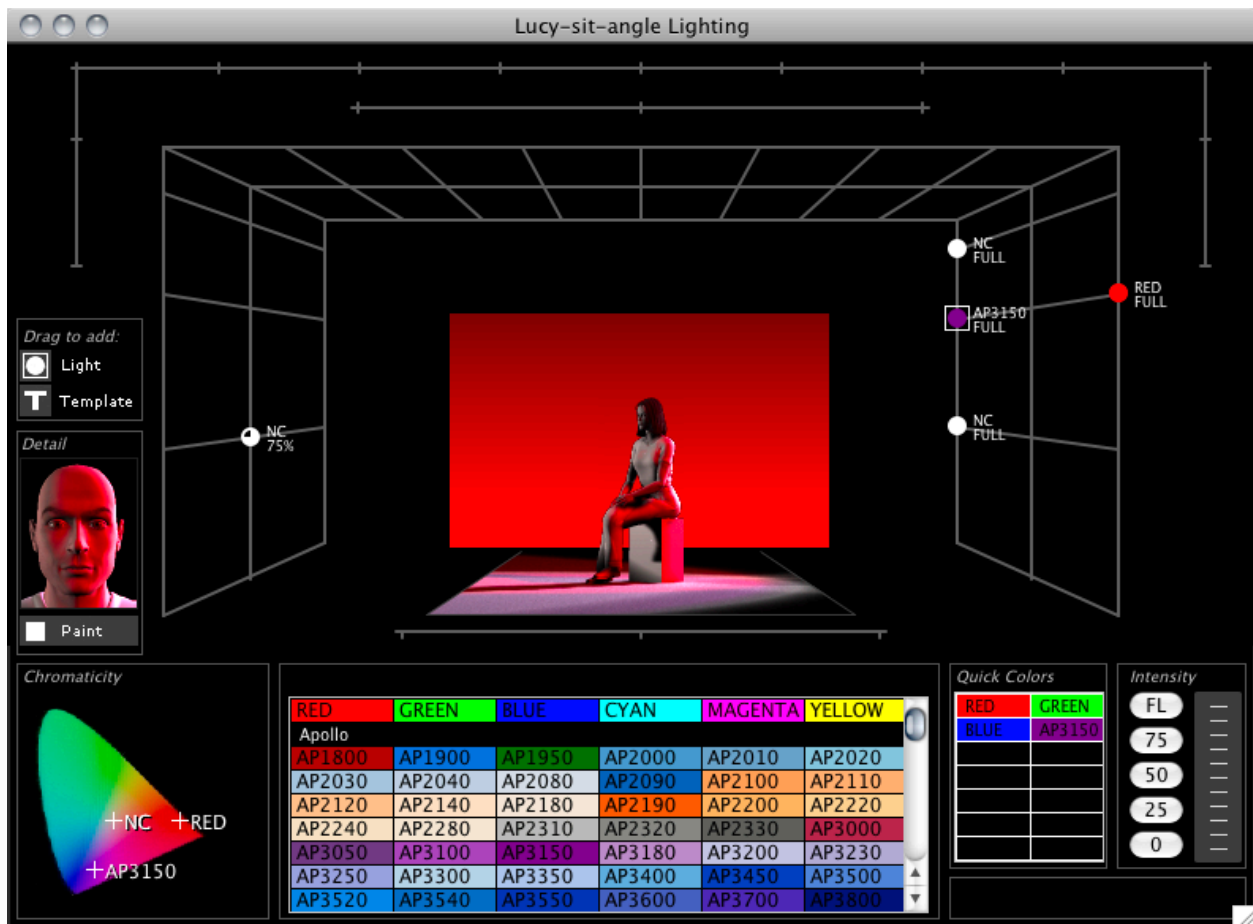 Lucy-sit-angle Lighting
NC
FULL
RED
FULL
AP3150
FULL
NC
FULL
NC
75%
Drag to add:
Light
T Template
Detail
Paint
Chromaticity
NC
RED
AP3150
RED GREEN BLUE CYAN MAGENTA YELLOW
Apollo
AP1800 AP1900 AP1950 AP2000 AP2010 AP2020
AP2030 AP2040 AP2080 AP2090 AP2100 AP2110
AP2120 AP2140 AP2180 AP2190 AP2200 AP2220
AP2240 AP2280 AP2310 AP2320 AP2330 AP3000
AP3050 AP3100 AP3150 AP3180 AP3200 AP3230
AP3250 AP3300 AP3350 AP3400 AP3450 AP3500
AP3520 AP3540 AP3550 AP3600 AP3700 AP3800
Quick Colors
RED GREEN
BLUE AP3150
Intensity
FL
75
50
25
0